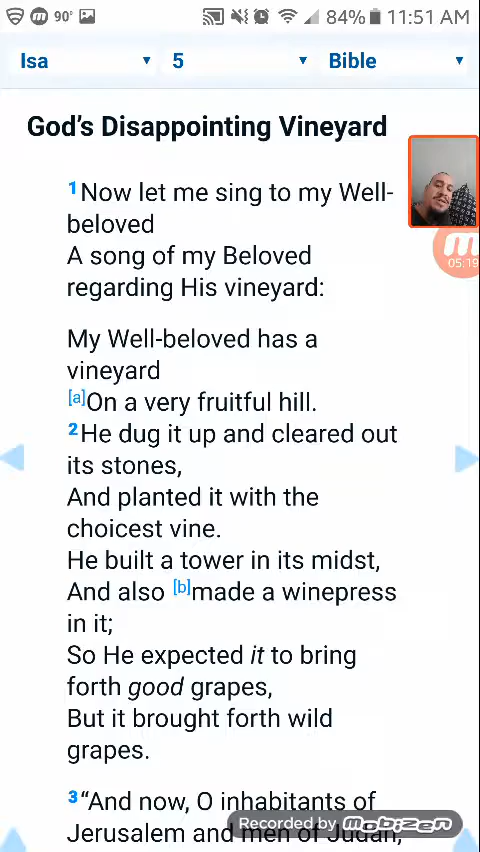 90° 84% 11:51 AM
Isa 5 Bible
God's Disappointing Vineyard
1Now let me sing to my Well-
beloved
A song of my Beloved
regarding His vineyard:
05:19
My Well-beloved has a
vineyard
[a]On a very fruitful hill.
2He dug it up and cleared out
its stones,
And planted it with the
choicest vine.
He built a tower in its midst,
And also [b]made a winepress
in it;
So He expected it to bring
forth good grapes,
But it brought forth wild
grapes.
3“And now, O inhabitants of
Jerusalem and men of Judah,
Recorded by mobizen